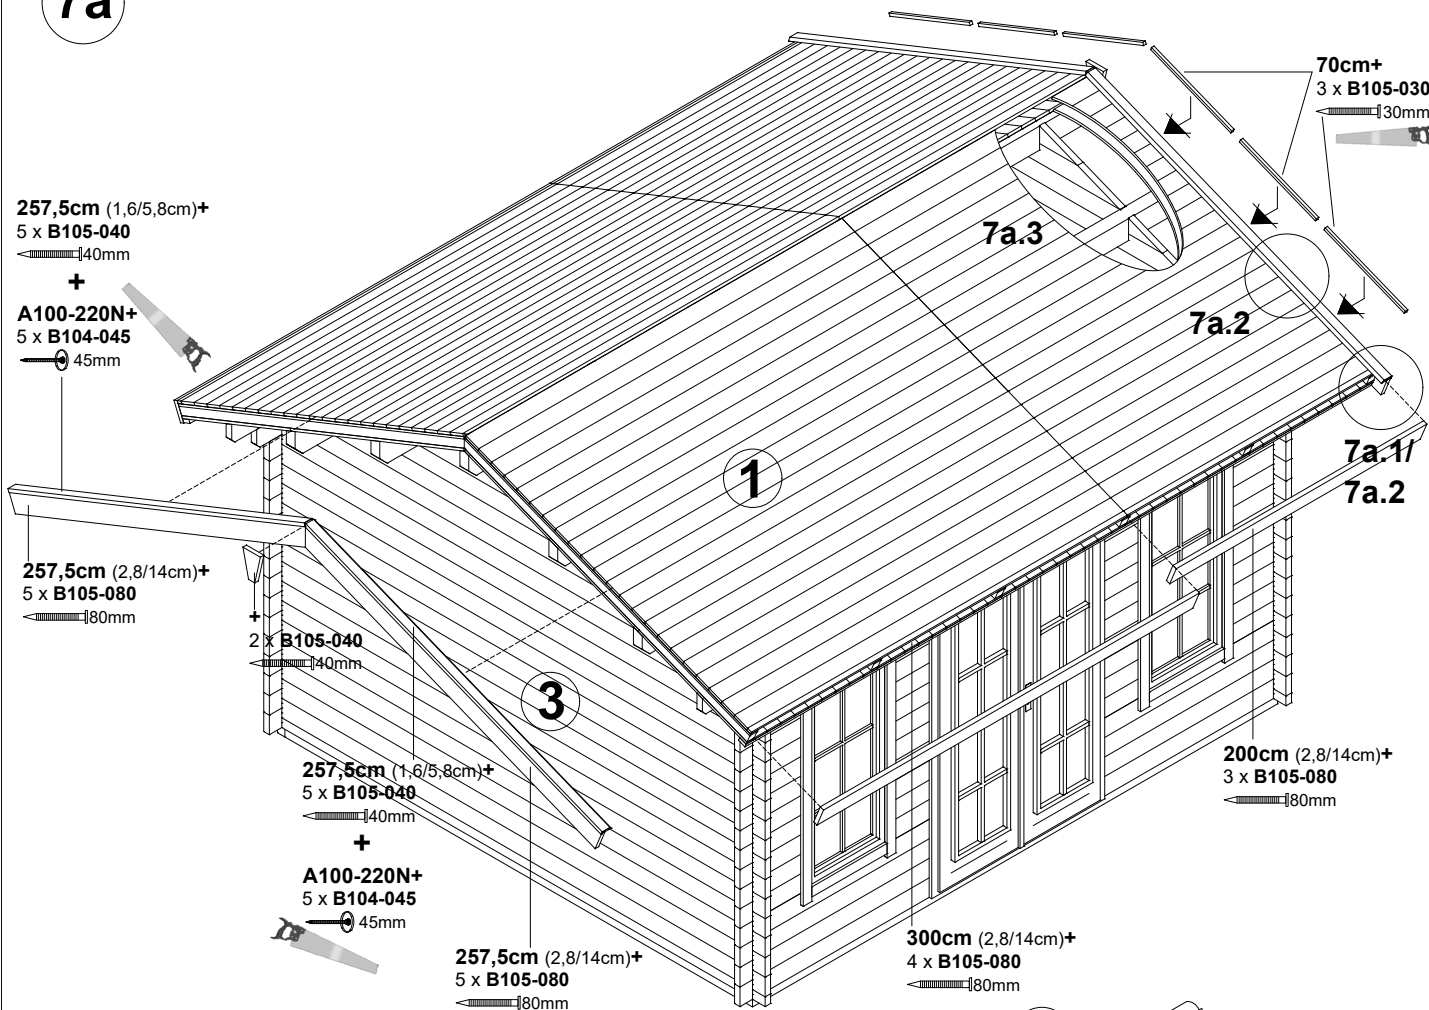 7a
70cm+
3 x B105-030
30mm
257,5cm (1,6/5,8cm)+
5 x B105-040
40mm
+
A100-220N+
5 x B104-045
45mm
7a.3
7a.2
7a.1/
7a.2
1
257,5cm (2,8/14cm)+
5 x B105-080
80mm
+
2 x B105-040
40mm
3
257,5cm (1,6/5,8cm)+
5 x B105-040
40mm
+
A100-220N+
5 x B104-045
45mm
257,5cm (2,8/14cm)+
5 x B105-080
80mm
200cm (2,8/14cm)+
3 x B105-080
80mm
300cm (2,8/14cm)+
4 x B105-080
80mm